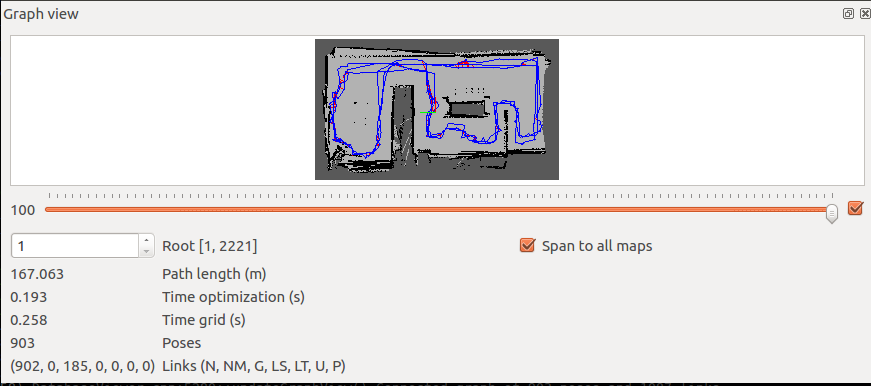 Graph view
100
1 Root [1, 2221] Span to all maps
167.063 Path length (m)
0.193 Time optimization (s)
0.258 Time grid (s)
903 Poses
(902, 0, 185, 0, 0, 0, 0) Links (N, NM, G, LS, LT, U, P)